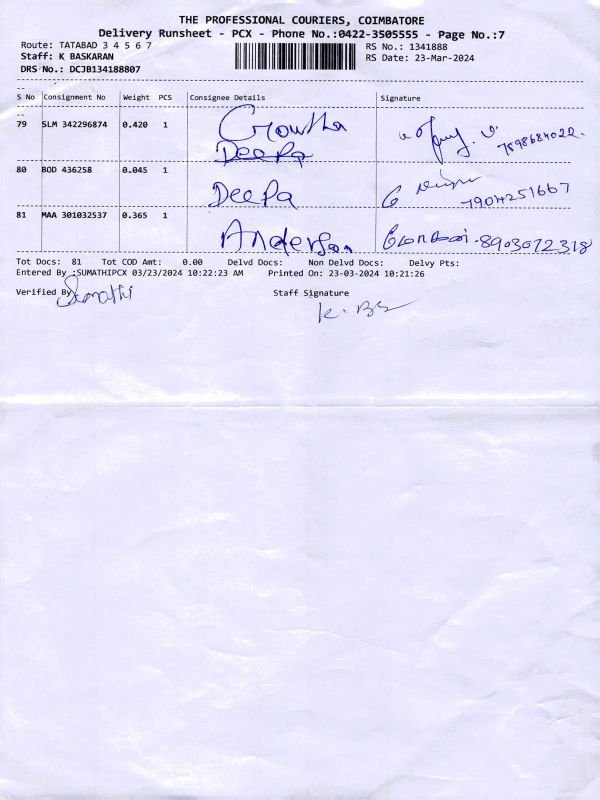 THE PROFESSIONAL COURIERS, COIMBATORE
Delivery Runsheet - PCX - Phone No.:0422-3505555 - Page No.:7
Route: TATABAD 3 4 5 6 7 RS No.: 1341888
Staff: K BASKARAN RS Date: 23-Mar-2024
DRS No.: DCJB134188807
S No Consignment No Weight PCS Consignee Details Signature
79 SLM 342296874 0.420 1
Deepa 7598684022.
80 BOD 436258 0.045 1 Deepa 7904251667
81 MAA 301032537 0.365 1 Anderson 8903072318
Tot Docs: 81 Tot COD Amt: 0.00 Delvd Docs: Non Delvd Docs: Delvy Pts:
Entered By :SUMATHIPCX 03/23/2024 10:22:23 AM Printed On: 23-03-2024 10:21:26
Verified By Sumathi Staff Signature
K. BS